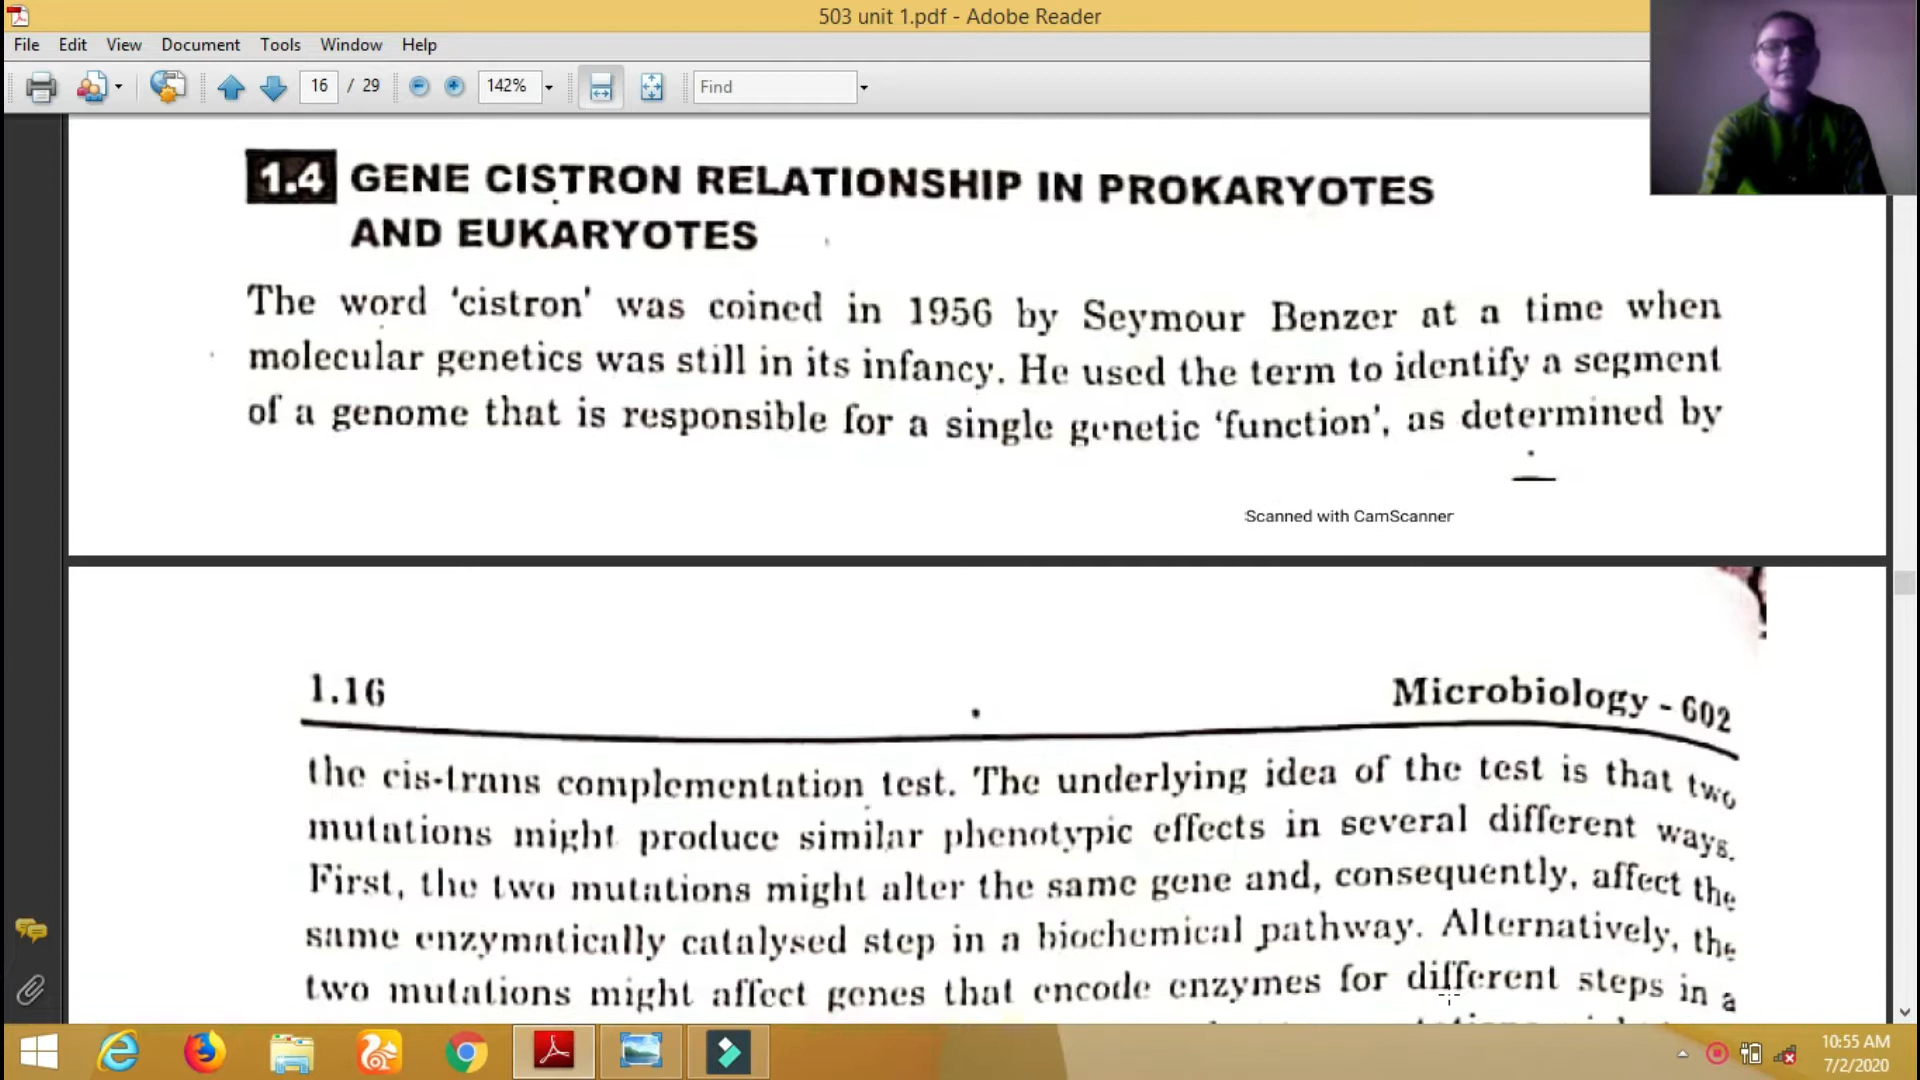 503 unit 1.pdf - Adobe Reader
File Edit View Document Tools Window Help
16 / 29 142% Find
1.4 GENE CISTRON RELATIONSHIP IN PROKARYOTES
AND EUKARYOTES
The word ‘cistron’ was coined in 1956 by Seymour Benzer at a time when
molecular genetics was still in its infancy. He used the term to identify a segment
of a genome that is responsible for a single genetic ‘function’, as determined by
Scanned with CamScanner
1.16 Microbiology - 602
the cis-trans complementation test. The underlying idea of the test is that two
mutations might produce similar phenotypic effects in several different ways.
First, the two mutations might alter the same gene and, consequently, affect the
same enzymatically catalysed step in a biochemical pathway. Alternatively, the
two mutations might affect genes that encode enzymes for different steps in a
10:55 AM
7/2/2020